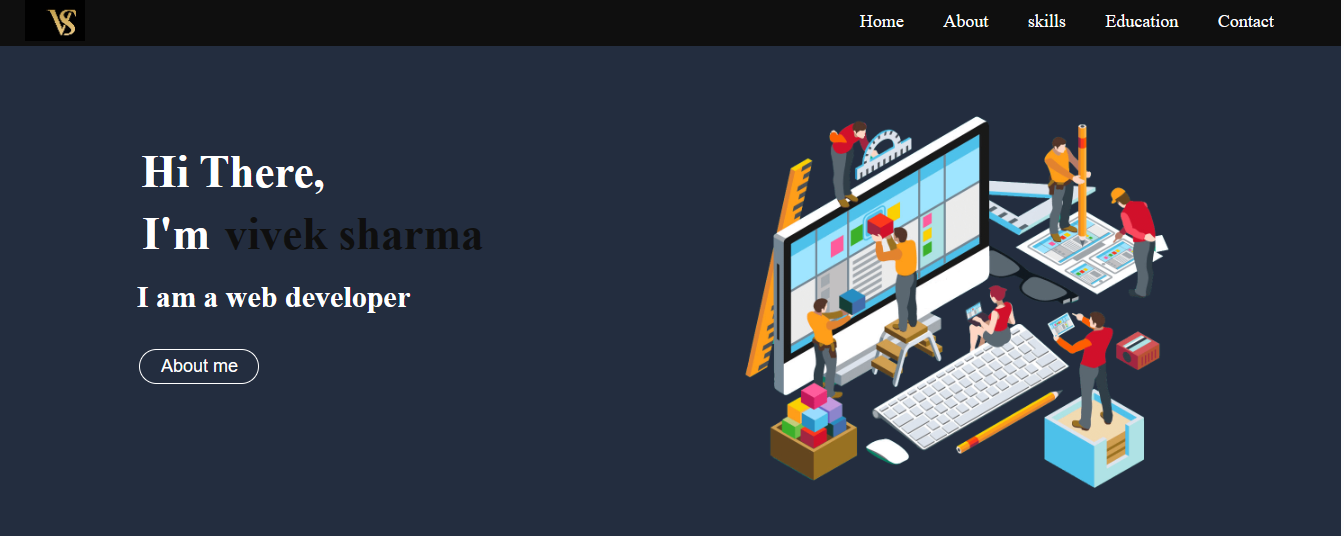 VS
Home About skills Education Contact
Hi There,
I'm vivek sharma
I am a web developer
About me